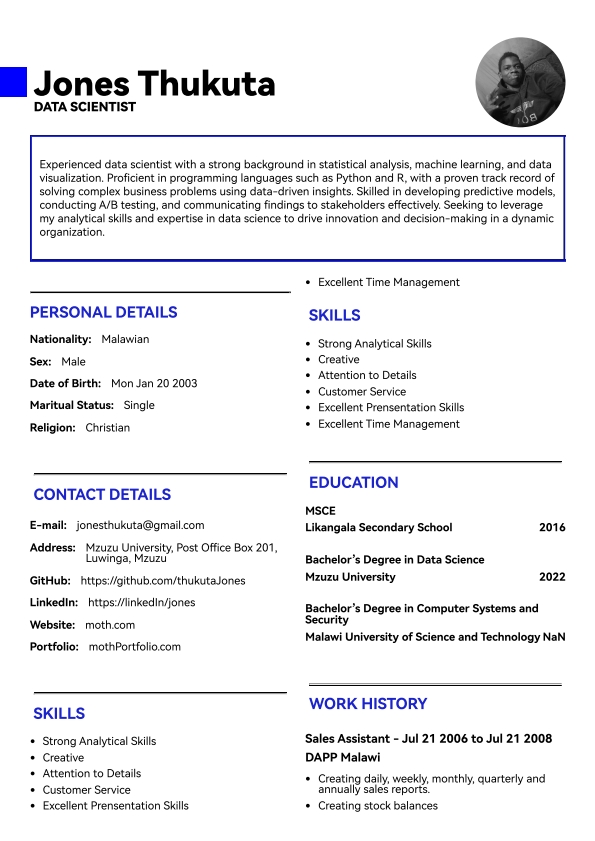 Jones Thukuta
DATA SCIENTIST
108
Experienced data scientist with a strong background in statistical analysis, machine learning, and data
visualization. Proficient in programming languages such as Python and R, with a proven track record of
solving complex business problems using data-driven insights. Skilled in developing predictive models,
conducting A/B testing, and communicating findings to stakeholders effectively. Seeking to leverage
my analytical skills and expertise in data science to drive innovation and decision-making in a dynamic
organization.
PERSONAL DETAILS
Nationality: Malawian
Sex: Male
Date of Birth: Mon Jan 20 2003
Maritual Status: Single
Religion: Christian
CONTACT DETAILS
E-mail: jonesthukuta@gmail.com
Address: Mzuzu University, Post Office Box 201,
Luwinga, Mzuzu
GitHub: https://github.com/thukutaJones
LinkedIn: https://linkedIn/jones
Website: moth.com
Portfolio: mothPortfolio.com
SKILLS
• Strong Analytical Skills
• Creative
• Attention to Details
• Customer Service
• Excellent Prensentation Skills
• Excellent Time Management
SKILLS
• Strong Analytical Skills
• Creative
• Attention to Details
• Customer Service
• Excellent Prensentation Skills
• Excellent Time Management
EDUCATION
MSCE
Likangala Secondary School 2016
Bachelor's Degree in Data Science
Mzuzu University 2022
Bachelor's Degree in Computer Systems and
Security
Malawi University of Science and Technology NaN
WORK HISTORY
Sales Assistant - Jul 21 2006 to Jul 21 2008
DAPP Malawi
• Creating daily, weekly, monthly, quarterly and
annually sales reports.
• Creating stock balances